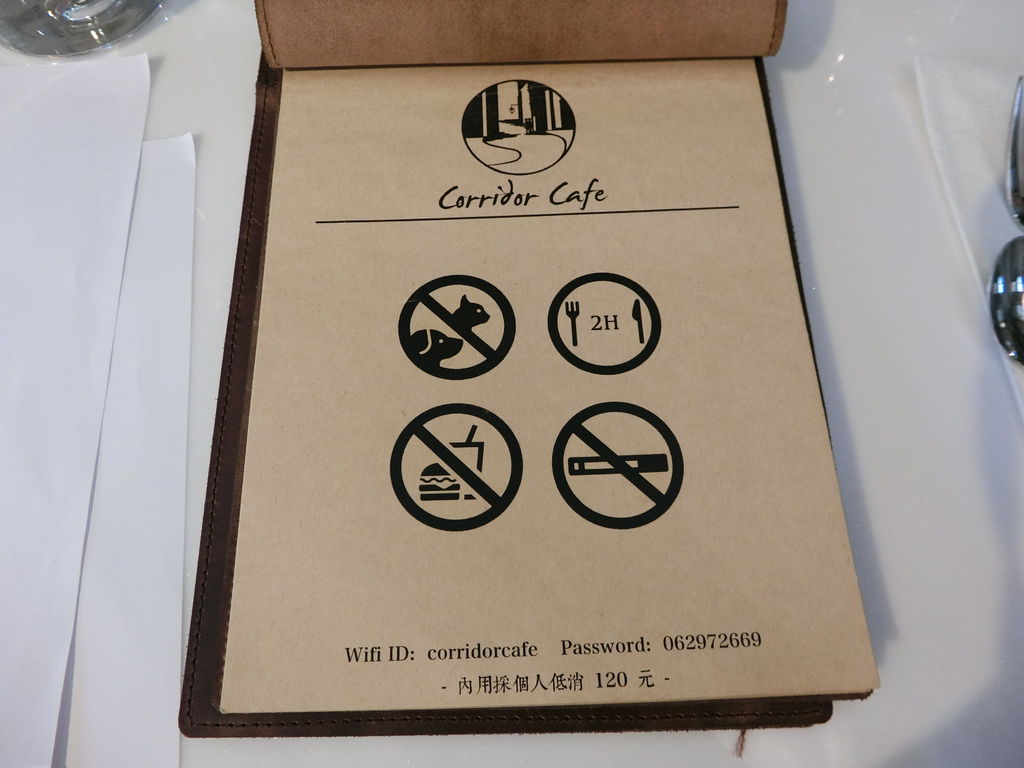 Corridor Cafe
2H
Wifi ID: corridorcafe Password: 062972669
- 內用採個人低消 120 元 -